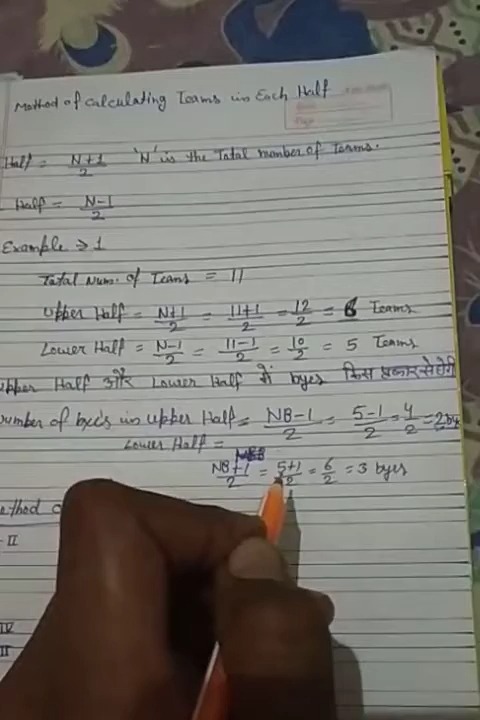 Method of Calculating Teams in Each Half
Half = N+1/2 'N' is the Total number of Teams.
Half = N-1/2
Example → 1
Total Num. of Teams = 11
Upper Half = N+1/2 = 11+1/2 = 12/2 = 6 Teams
Lower Half = N-1/2 = 11-1/2 = 10/2 = 5 Teams
Upper Half और Lower Half में byes किस प्रकार से होगी
Number of bye's in Upper Half = NB-1/2 = 5-1/2 = 4/2 = 2
Lower Half =
NB+1/2 = 5+1/2 = 6/2 = 3 byes
-II
IV
II